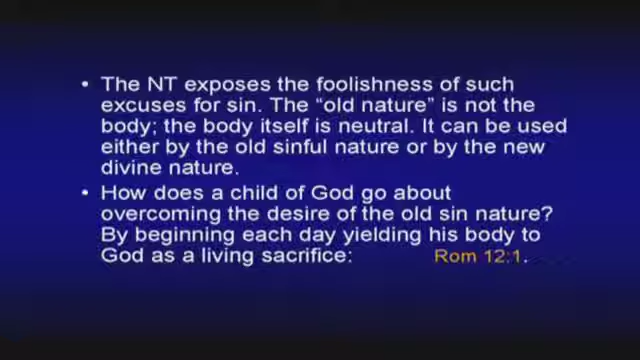 • The NT exposes the foolishness of such
excuses for sin. The “old nature” is not the
body; the body itself is neutral. It can be used
either by the old sinful nature or by the new
divine nature.
• How does a child of God go about
overcoming the desire of the old sin nature?
By beginning each day yielding his body to
God as a living sacrifice: Rom 12:1.